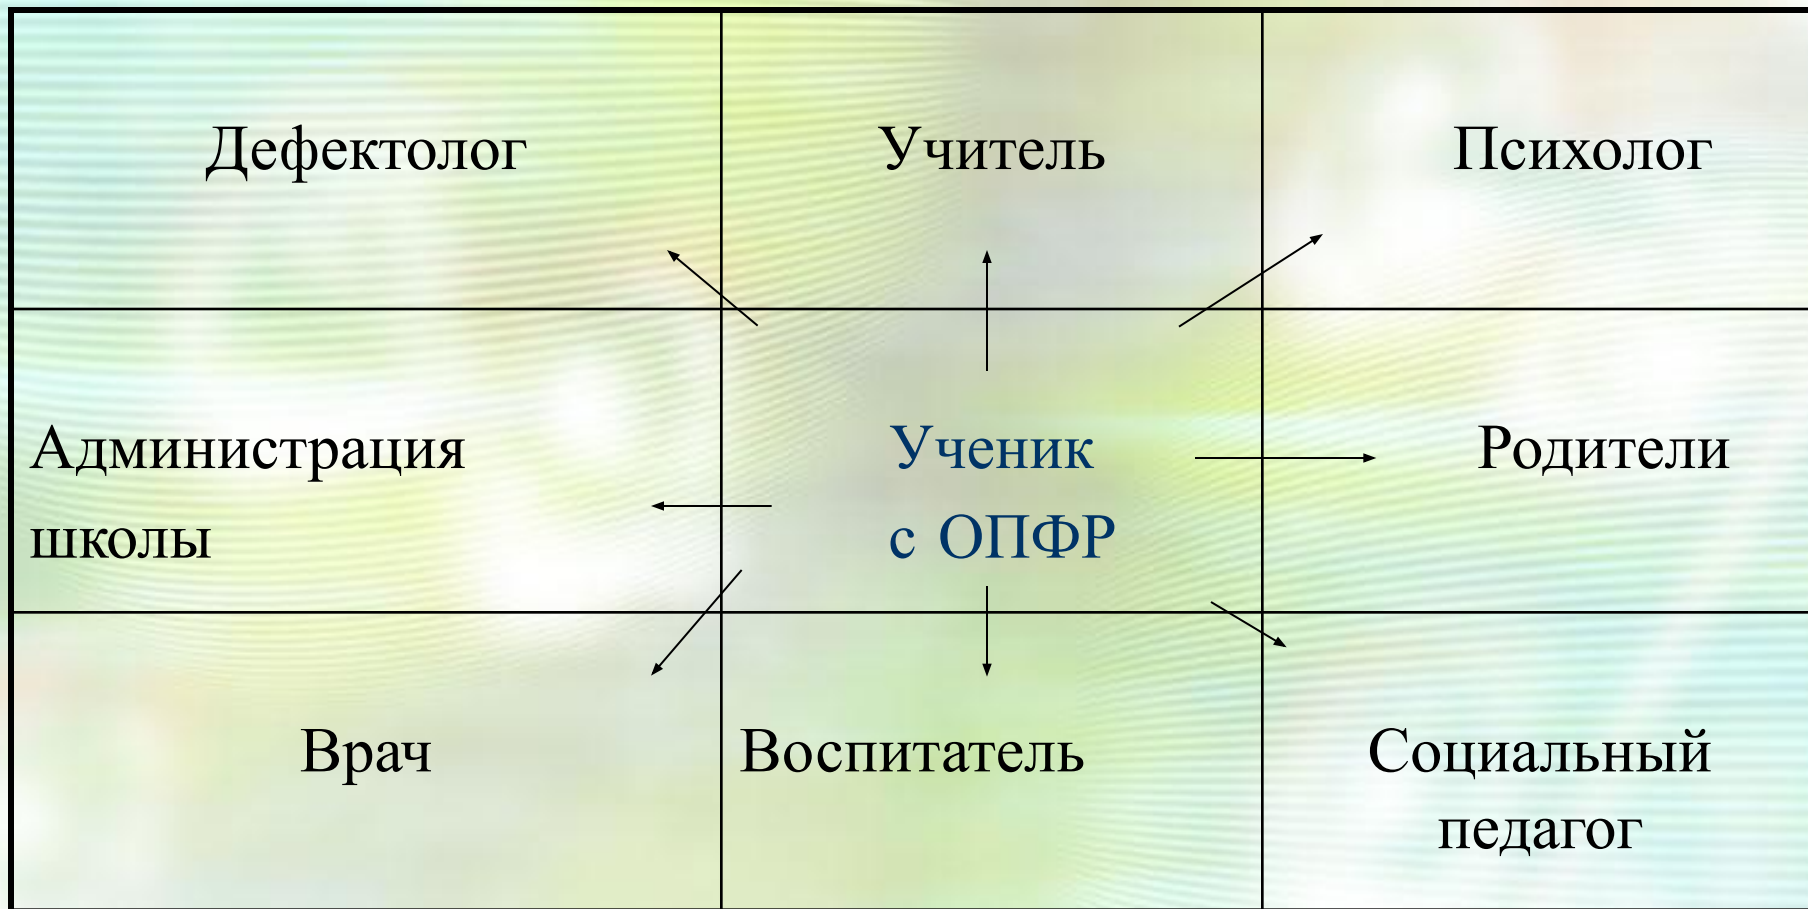 Дефектолог
Учитель
Психолог
Администрация
школы
Ученик
с ОПФР
Родители
Врач
Воспитатель
Социальный
педагог